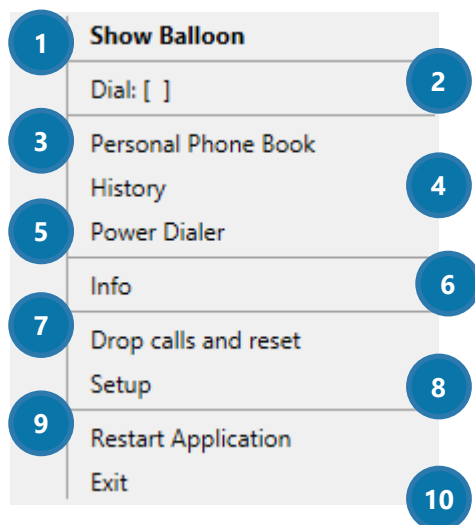 1 Show Balloon
Dial: [ ] 2
3 Personal Phone Book
History 4
5 Power Dialer
Info 6
7 Drop calls and reset
Setup 8
9 Restart Application
Exit 10